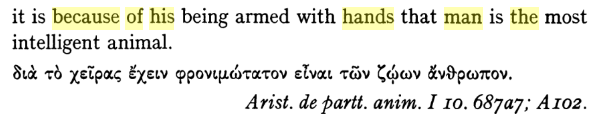 it is because of his being armed with hands that man is the most
intelligent animal.
διὰ τὸ χεῖρας ἔχειν φρονιμώτατον εἶναι τῶν ζῴων ἄνθρωπον.
Arist. de partt. anim. I 10. 687a7; A 102.